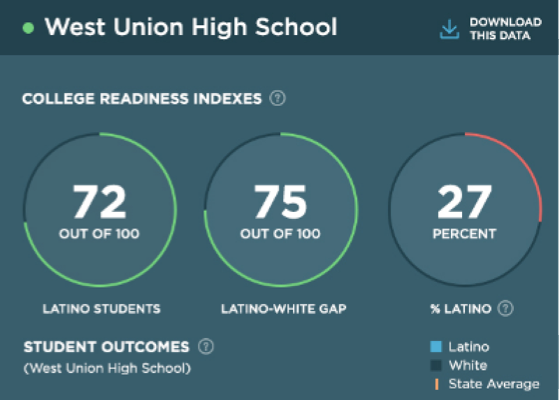 West Union High School
DOWNLOAD
THIS DATA
COLLEGE READINESS INDEXES ?
72
OUT OF 100
LATINO STUDENTS
75
OUT OF 100
LATINO-WHITE GAP
27
PERCENT
% LATINO ?
STUDENT OUTCOMES ?
(West Union High School)
Latino
White
State Average